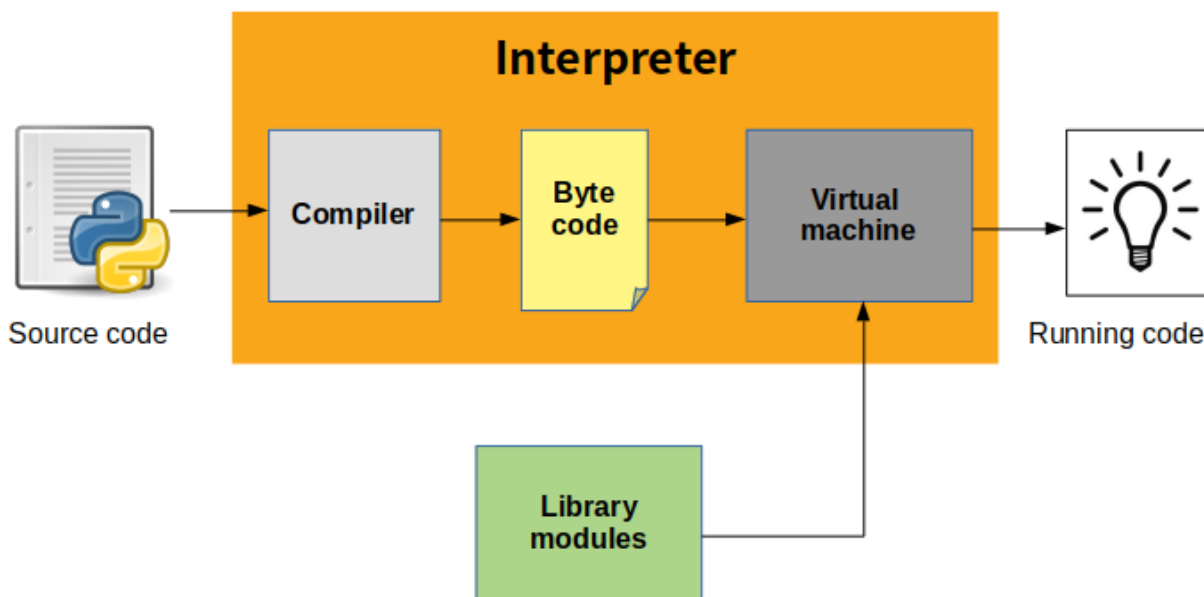 Interpreter
Compiler
Byte
code
Virtual
machine
Source code
Running code
Library
modules